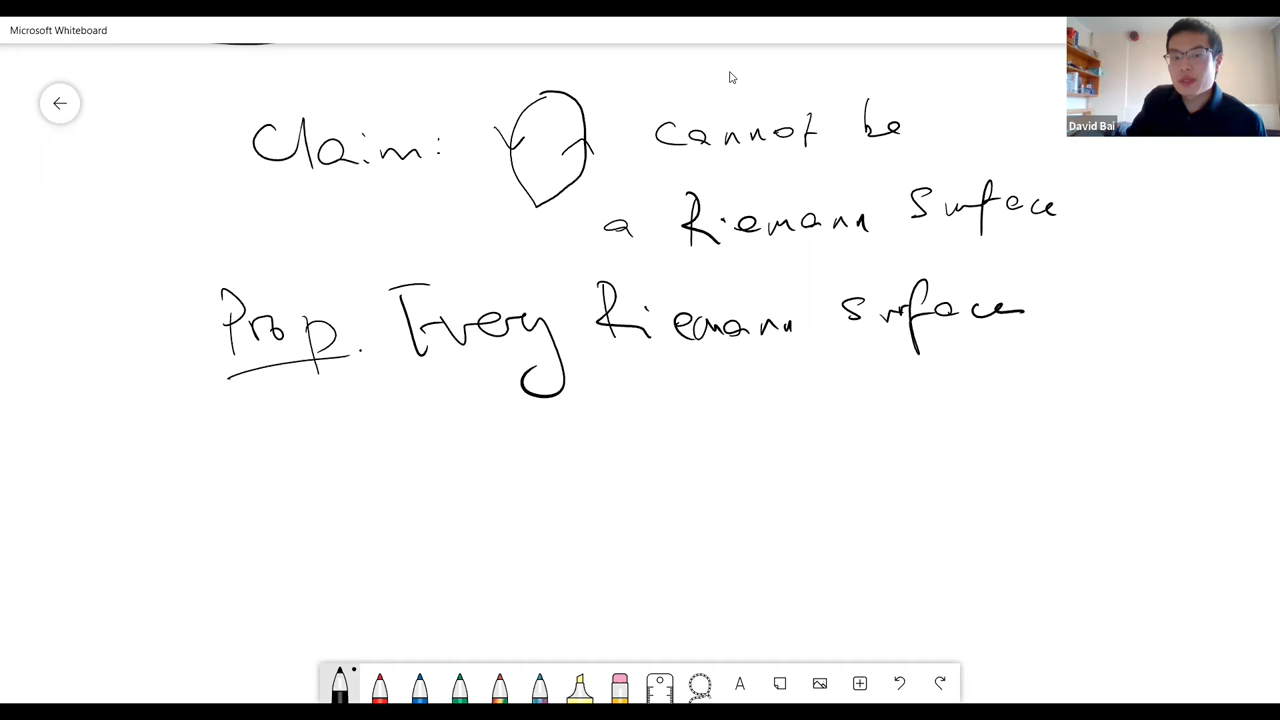 Microsoft Whiteboard
David Bai
Claim: cannot be
a Riemann surface
Prop. Every Riemann surface
A